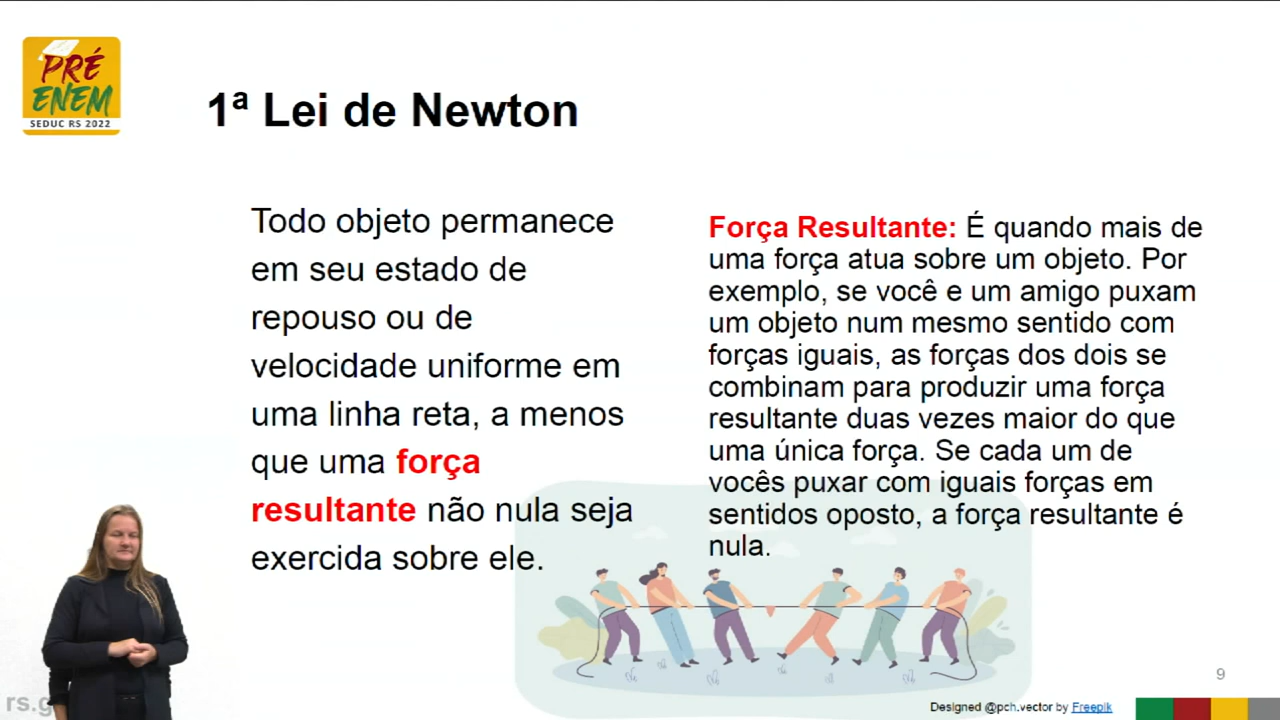 PRÉ
ENEM
SEDUC RS 2022
1ª Lei de Newton
Todo objeto permanece
em seu estado de
repouso ou de
velocidade uniforme em
uma linha reta, a menos
que uma força
resultante não nula seja
exercida sobre ele.
Força Resultante: É quando mais de
uma força atua sobre um objeto. Por
exemplo, se você e um amigo puxam
um objeto num mesmo sentido com
forças iguais, as forças dos dois se
combinam para produzir uma força
resultante duas vezes maior do que
uma única força. Se cada um de
vocês puxar com iguais forças em
sentidos oposto, a força resultante é
nula.
9
rs.g
Designed @pch.vector by Freepik